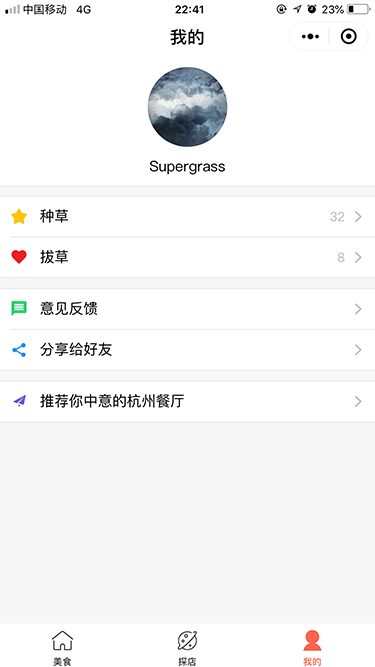 中国移动 4G 22:41 23%
我的
Supergrass
种草 32
拔草 8
意见反馈
分享给好友
推荐你中意的杭州餐厅
美食 探店 我的